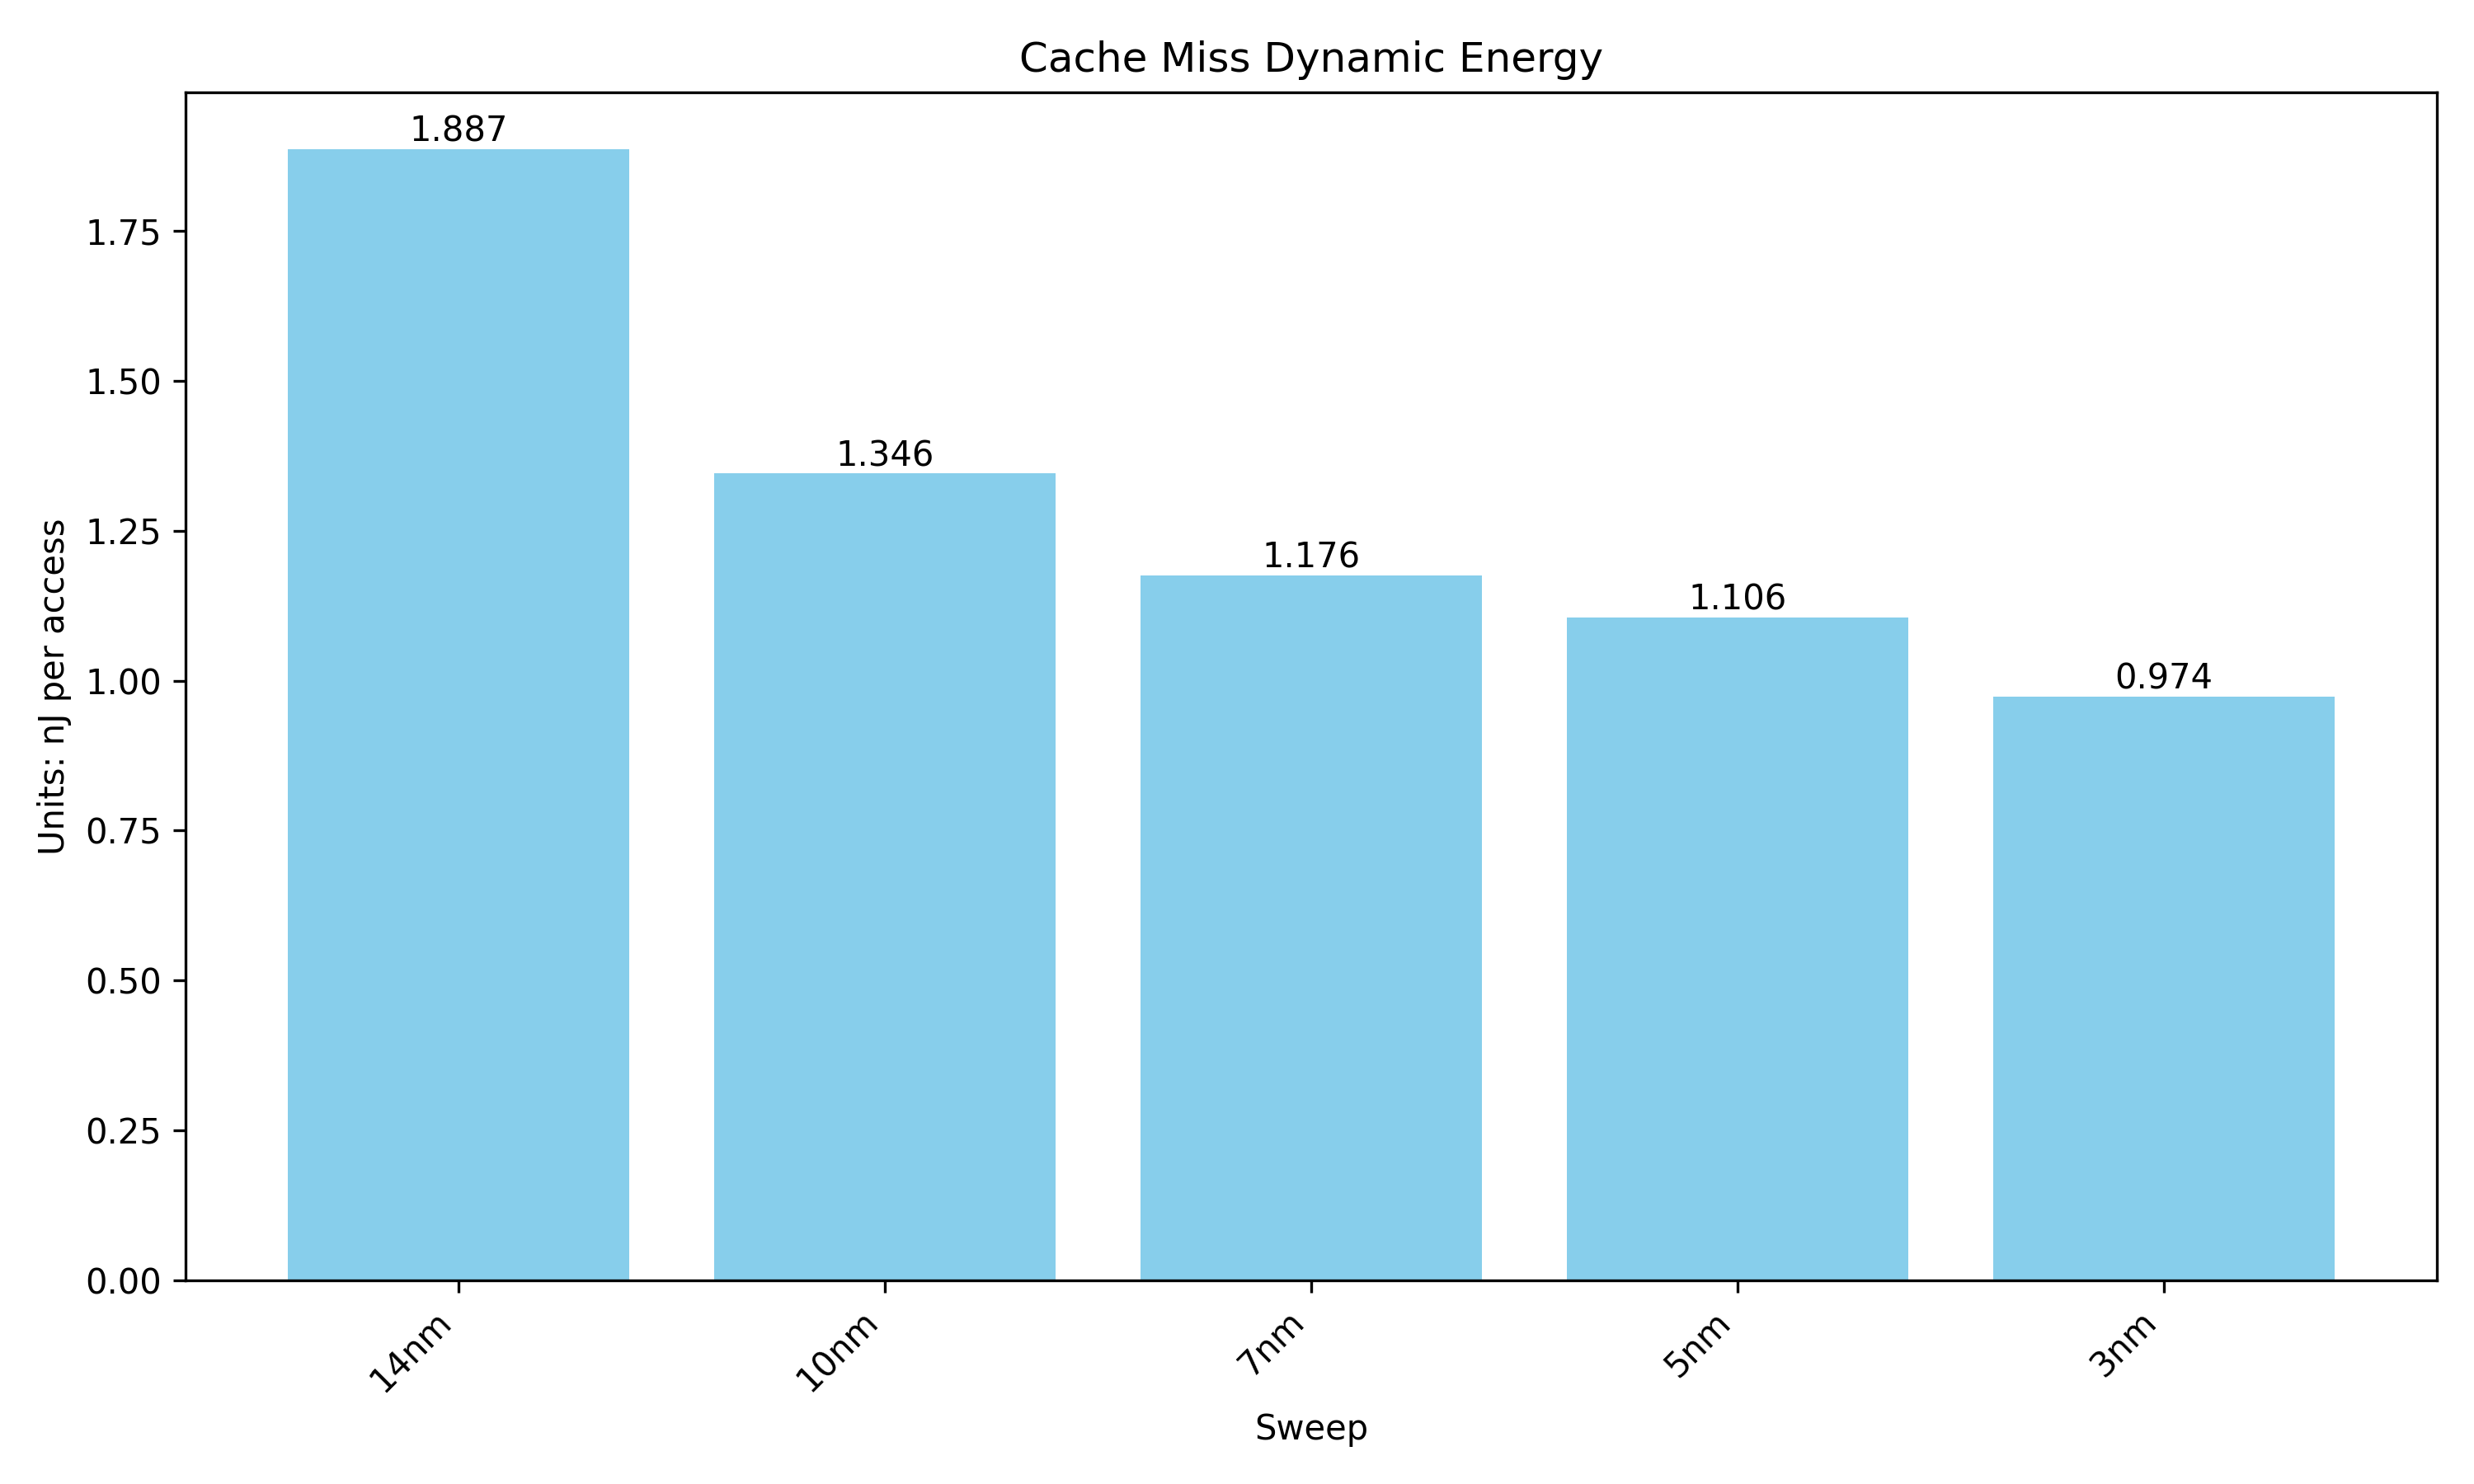 Cache Miss Dynamic Energy
Units: nJ per access
1.75
1.50
1.25
1.00
0.75
0.50
0.25
0.00
1.887
1.346
1.176
1.106
0.974
14nm
10nm
7nm
5nm
3nm
Sweep